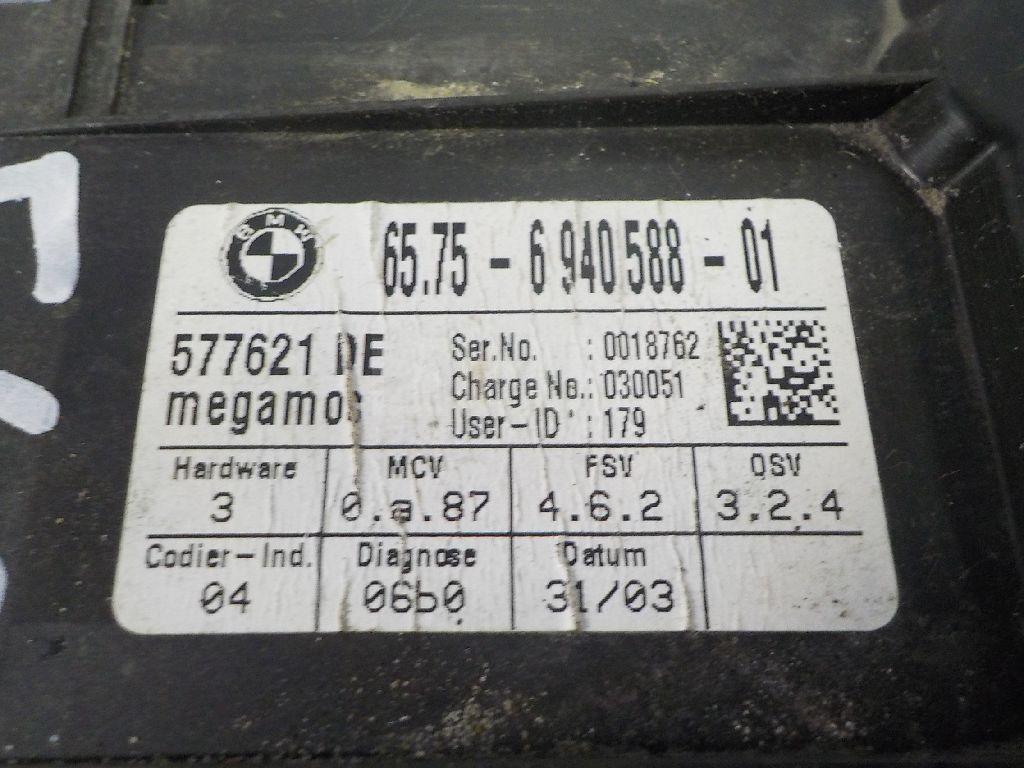 BMW
65.75 - 6 940 588 - 01
577621 DE
megamos
Ser.No. : 0018762
Charge No.: 030051
User-ID : 179
Hardware MCV FSV QSV
3 0.a.87 4.6.2 3.2.4
Codier-Ind. Diagnose Datum
04 06b0 31/03